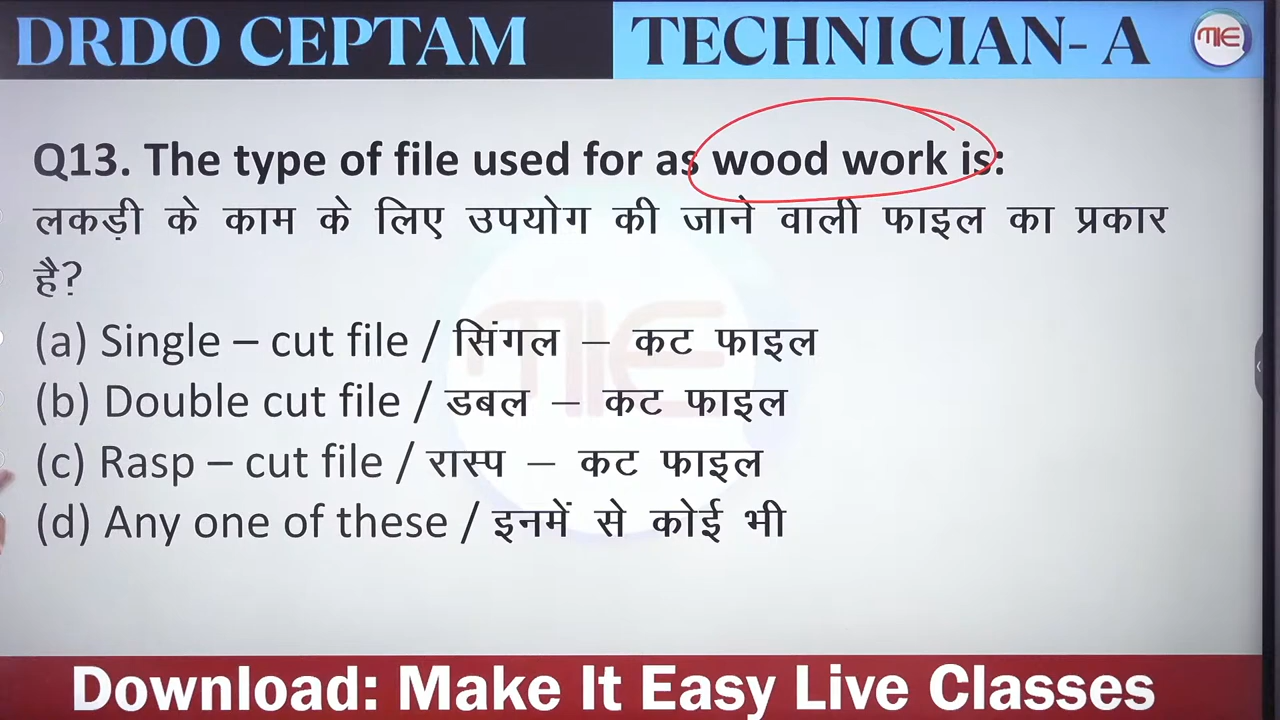 DRDO CEPTAM TECHNICIAN- A MIE
Q13. The type of file used for as wood work is:
लकड़ी के काम के लिए उपयोग की जाने वाली फाइल का प्रकार
है?
MIE
(a) Single – cut file / सिंगल – कट फाइल
(b) Double cut file / डबल – कट फाइल
(c) Rasp – cut file / रास्प – कट फाइल
(d) Any one of these / इनमें से कोई भी
Download: Make It Easy Live Classes